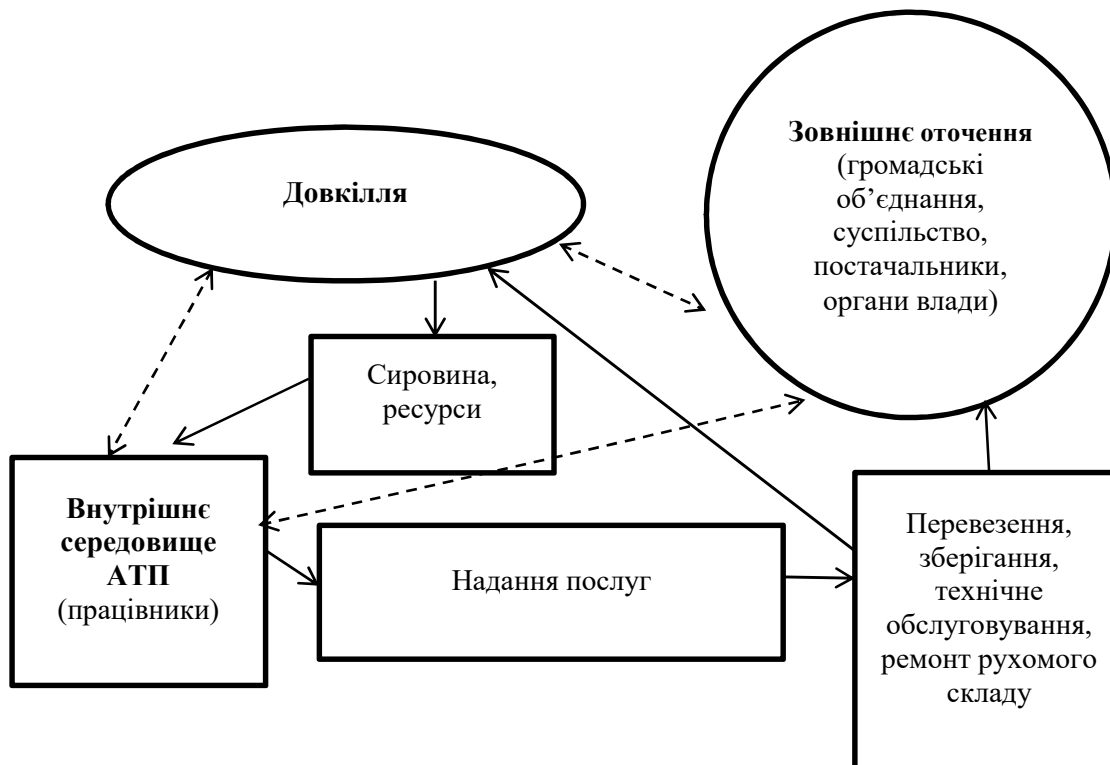 Довкілля
Зовнішнє оточення
(громадські
об’єднання,
суспільство,
постачальники,
органи влади)
Сировина,
ресурси
Внутрішнє
середовище
АТП
(працівники)
Надання послуг
Перевезення,
зберігання,
технічне
обслуговування,
ремонт рухомого
складу